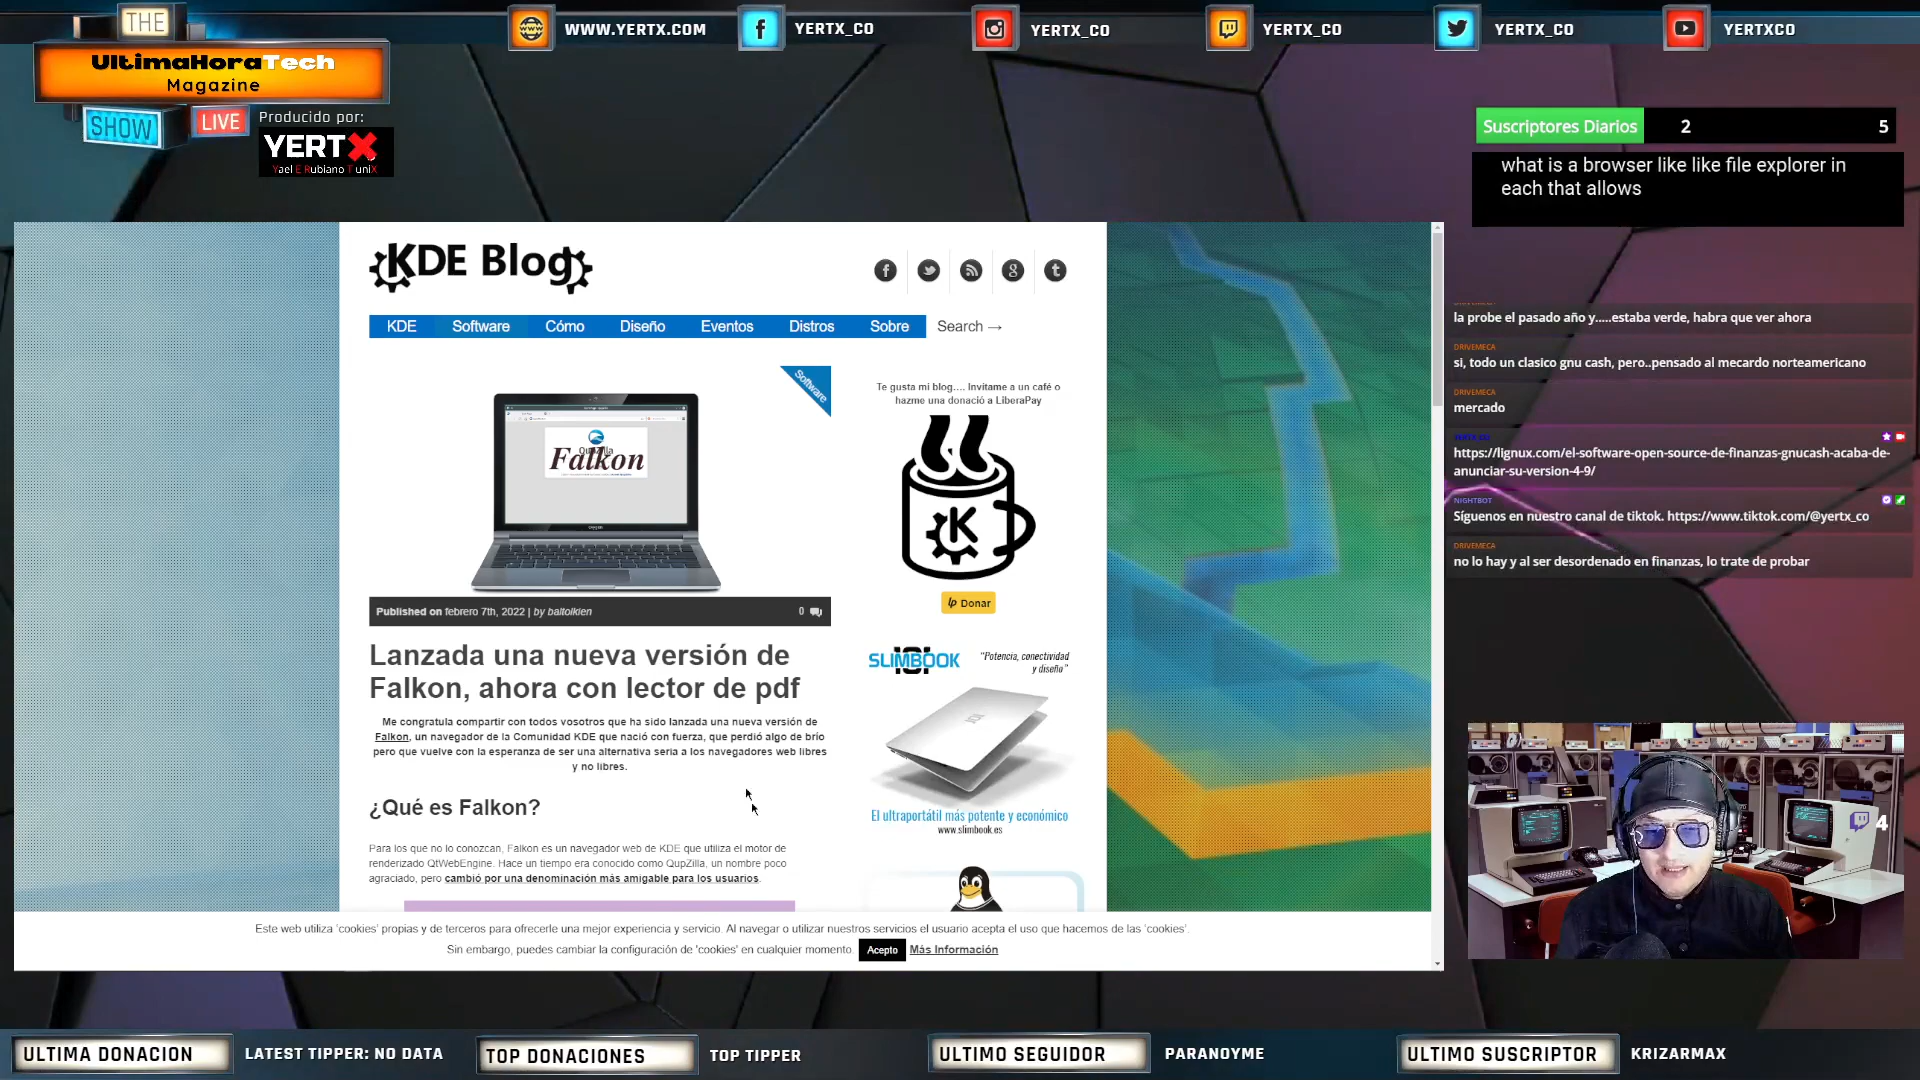 THE
UltimaHoraTech
Magazine
SHOW
LIVE
Producido por:
YERTX
Yael E Rubiano T uniX
WWW.YERTX.COM
YERTX_CO
YERTX_CO
YERTX_CO
YERTX_CO
YERTXCO
Suscriptores Diarios 2 5
what is a browser like like file explorer in
each that allows
KDE Blog
KDE Software Cómo Diseño Eventos Distros Sobre Search →
Software
Falkon
Published on febrero 7th, 2022 | by baltolkien 0
Lanzada una nueva versión de
Falkon, ahora con lector de pdf
Me congratula compartir con todos vosotros que ha sido lanzada una nueva versión de
Falkon, un navegador de la Comunidad KDE que nació con fuerza, que perdió algo de brío
pero que vuelve con la esperanza de ser una alternativa seria a los navegadores web libres
y no libres.
¿Qué es Falkon?
Para los que no lo conozcan, Falkon es un navegador web de KDE que utiliza el motor de
renderizado QtWebEngine. Hace un tiempo era conocido como QupZilla, un nombre poco
agraciado, pero cambió por una denominación más amigable para los usuarios.
Te gusta mi blog.... Invitame a un café o
hazme una donació a LiberaPay
K
lp Donar
SLIMBOOK
"Potencia, conectividad
y diseño"
El ultraportátil más potente y económico
www.slimbook.es
Este web utiliza 'cookies' propias y de terceros para ofrecerle una mejor experiencia y servicio. Al navegar o utilizar nuestros servicios el usuario acepta el uso que hacemos de las 'cookies'.
Sin embargo, puedes cambiar la configuración de 'cookies' en cualquier momento. Acepto Más Información
la probe el pasado año y.....estaba verde, habra que ver ahora
DRIVEMECA
si, todo un clasico gnu cash, pero..pensado al mecardo norteamericano
DRIVEMECA
mercado
https://lignux.com/el-software-open-source-de-finanzas-gnucash-acaba-de-
anunciar-su-version-4-9/
NIGHTBOT
Síguenos en nuestro canal de tiktok. https://www.tiktok.com/@yertx_co
DRIVEMECA
no lo hay y al ser desordenado en finanzas, lo trate de probar
4
ULTIMA DONACION
LATEST TIPPER: NO DATA
TOP DONACIONES
TOP TIPPER
ULTIMO SEGUIDOR
PARANOYME
ULTIMO SUSCRIPTOR
KRIZARMAX